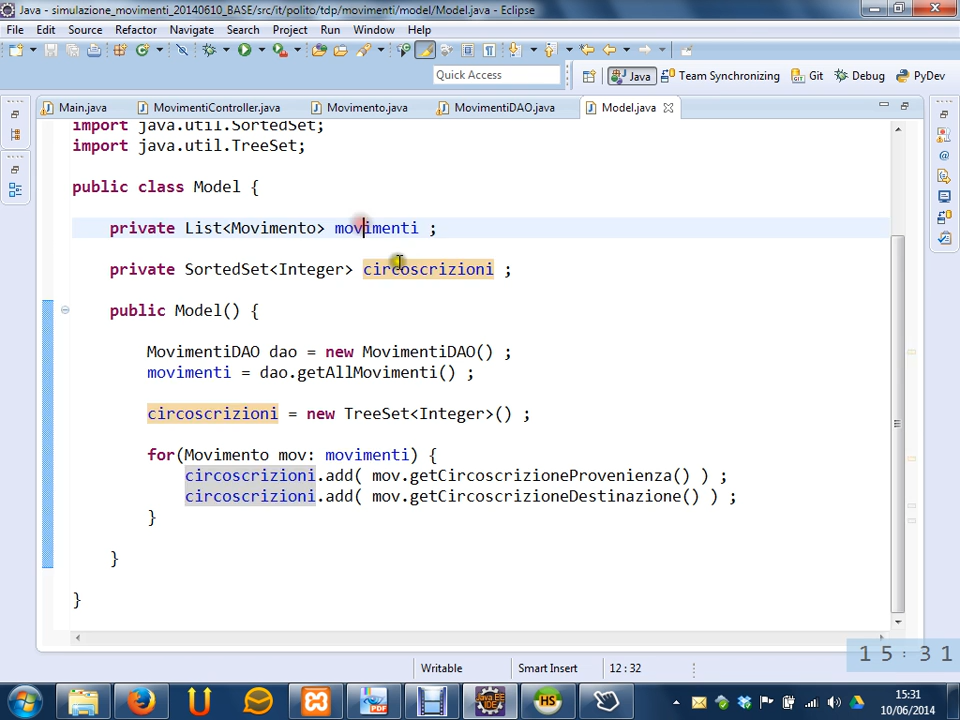 Java - simulazione_movimenti_20140610_BASE/src/it/polito/tdp/movimenti/model/Model.java - Eclipse
File Edit Source Refactor Navigate Search Project Run Window Help
Quick Access
Java Team Synchronizing Git Debug PyDev
Main.java MovimentiController.java Movimento.java MovimentiDAO.java Model.java
import java.util.SortedSet;
import java.util.TreeSet;
public class Model {
private List<Movimento> movimenti ;
private SortedSet<Integer> circoscrizioni ;
public Model() {
MovimentiDAO dao = new MovimentiDAO() ;
movimenti = dao.getAllMovimenti() ;
circoscrizioni = new TreeSet<Integer>() ;
for(Movimento mov: movimenti) {
circoscrizioni.add( mov.getCircoscrizioneProvenienza() ) ;
circoscrizioni.add( mov.getCircoscrizioneDestinazione() ) ;
}
}
}
15:31
Writable Smart Insert 12 : 32
PDF
Java EE IDE
HS
15:31
10/06/2014